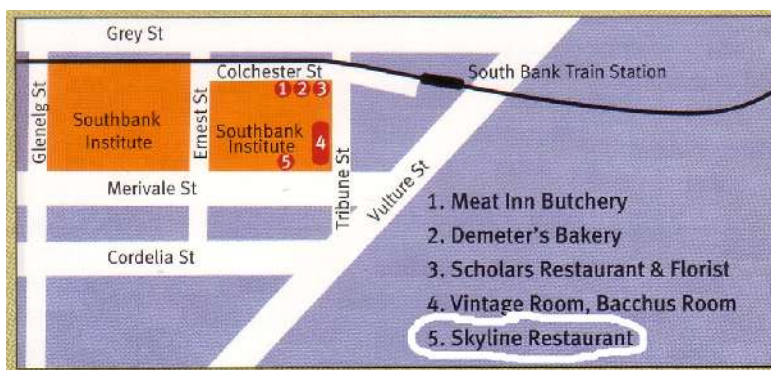 Grey St
Colchester St
South Bank Train Station
Glenelg St
Southbank
Institute
Ernest St
1 2 3
Southbank
Institute
4
5
Tribune St
Merivale St
Vulture St
Cordelia St
1. Meat Inn Butchery
2. Demeter's Bakery
3. Scholars Restaurant & Florist
4. Vintage Room, Bacchus Room
5. Skyline Restaurant